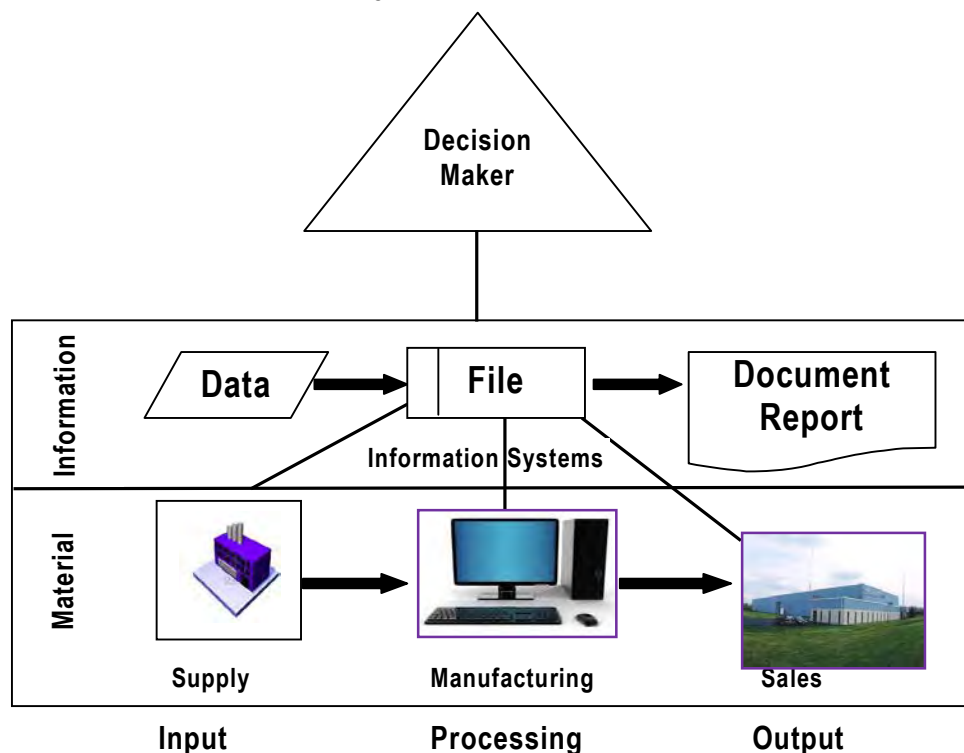 Decision
Maker
Information
Data
File
Document
Report
Information Systems
Material
Supply
Manufacturing
Sales
Input
Processing
Output